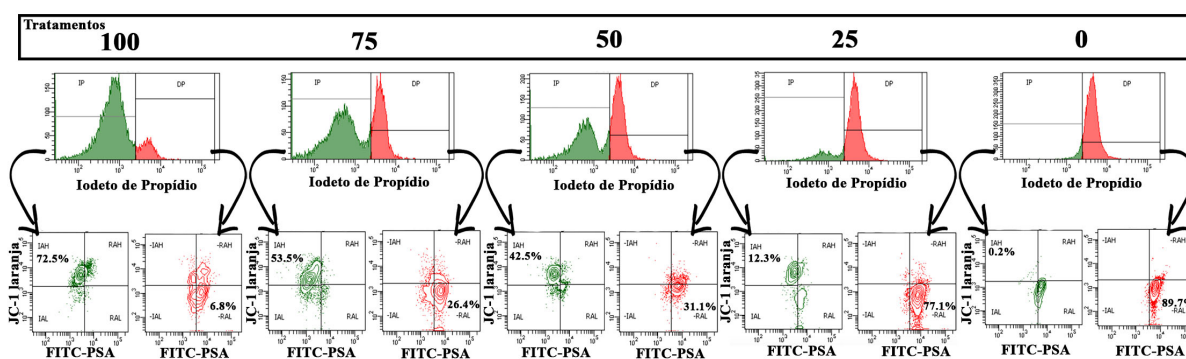 Tratamentos
100 75 50 25 0
IP DP IP DP IP DP IP DP IP DP
Iodeto de Propídio Iodeto de Propídio Iodeto de Propídio Iodeto de Propídio Iodeto de Propídio
JC-1 laranja JC-1 laranja JC-1 laranja JC-1 laranja JC-1 laranja
IAH RAH -IAH -RAH IAH RAH -IAH -RAH IAH RAH -IAH -RAH IAH RAH -IAH -RAH IAH RAH -IAH -RAH
72.5% 53.5% 42.5% 12.3% 0.2%
6.8% 26.4% 31.1% 77.1% 89.7%
IAL RAL -IAL -RAL IAL RAL -IAL -RAL IAL RAL -IAL -RAL IAL RAL -IAL -RAL IAL RAL -IAL
FITC-PSA FITC-PSA FITC-PSA FITC-PSA FITC-PSA FITC-PSA FITC-PSA FITC-PSA FITC-PSA FITC-PSA